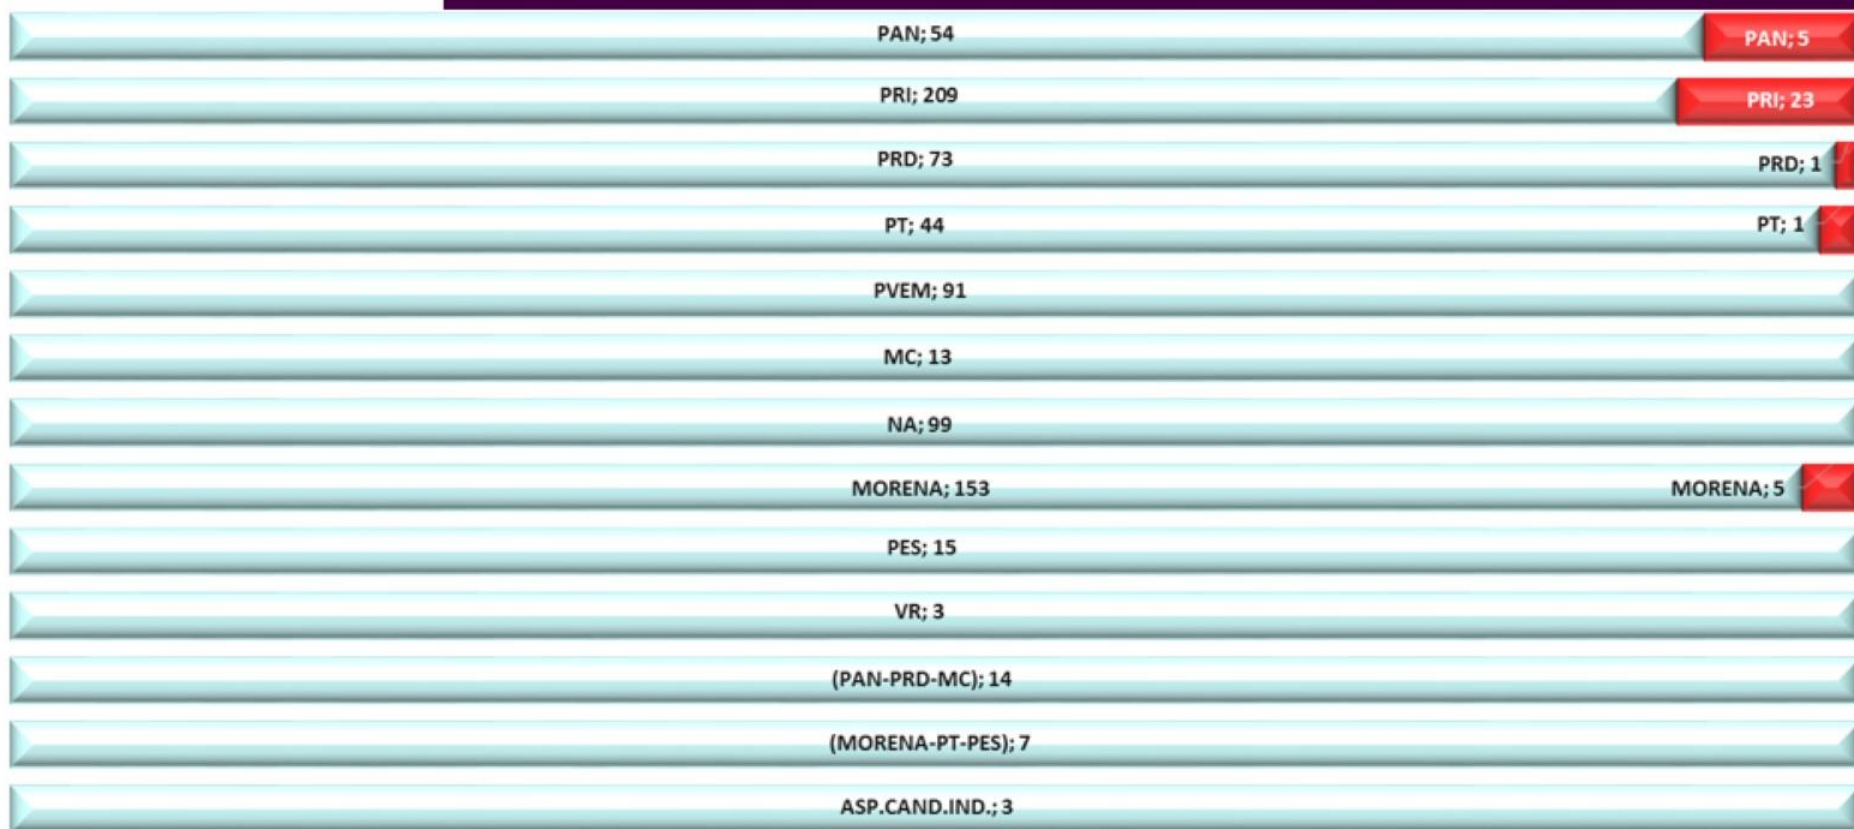 PAN; 54 PAN; 5
PRI; 209 PRI; 23
PRD; 73 PRD; 1
PT; 44 PT; 1
PVEM; 91
MC; 13
NA; 99
MORENA; 153 MORENA; 5
PES; 15
VR; 3
(PAN-PRD-MC); 14
(MORENA-PT-PES); 7
ASP.CAND.IND.; 3